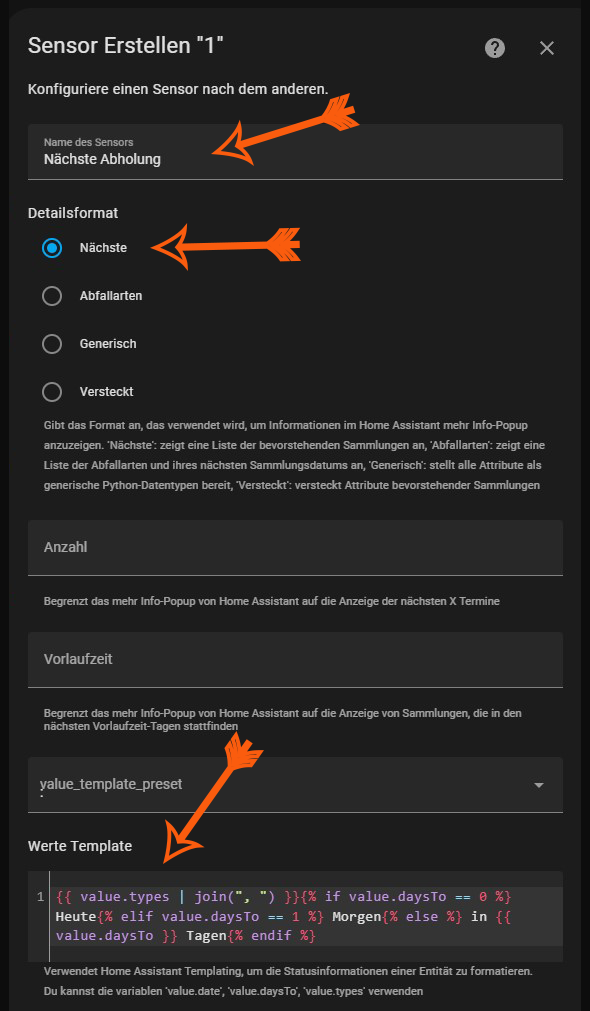 Sensor Erstellen "1"
Konfiguriere einen Sensor nach dem anderen.
Name des Sensors
Nächste Abholung
Detailsformat
Nächste
Abfallarten
Generisch
Versteckt
Gibt das Format an, das verwendet wird, um Informationen im Home Assistant mehr Info-Popup
anzuzeigen. 'Nächste': zeigt eine Liste der bevorstehenden Sammlungen an, 'Abfallarten': zeigt eine
Liste der Abfallarten und ihres nächsten Sammlungsdatums an, 'Generisch': stellt alle Attribute als
generische Python-Datentypen bereit, 'Versteckt': versteckt Attribute bevorstehender Sammlungen
Anzahl
Begrenzt das mehr Info-Popup von Home Assistant auf die Anzeige der nächsten X Termine
Vorlaufzeit
Begrenzt das mehr Info-Popup von Home Assistant auf die Anzeige von Sammlungen, die in den
nächsten Vorlaufzeit-Tagen stattfinden
value_template_preset
Werte Template
1 {{ value.types | join(", ") }}{% if value.daysTo == 0 %}
Heute{% elif value.daysTo == 1 %} Morgen{% else %} in {{
value.daysTo }} Tagen{% endif %}
Verwendet Home Assistant Templating, um die Statusinformationen einer Entität zu formatieren.
Du kannst die variablen 'value.date', 'value.daysTo', 'value.types' verwenden